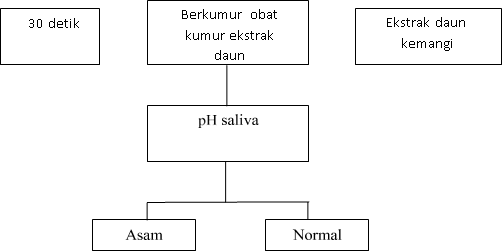 30 detik
Berkumur obat
kumur ekstrak
daun
Ekstrak daun
kemangi
pH saliva
Asam
Normal